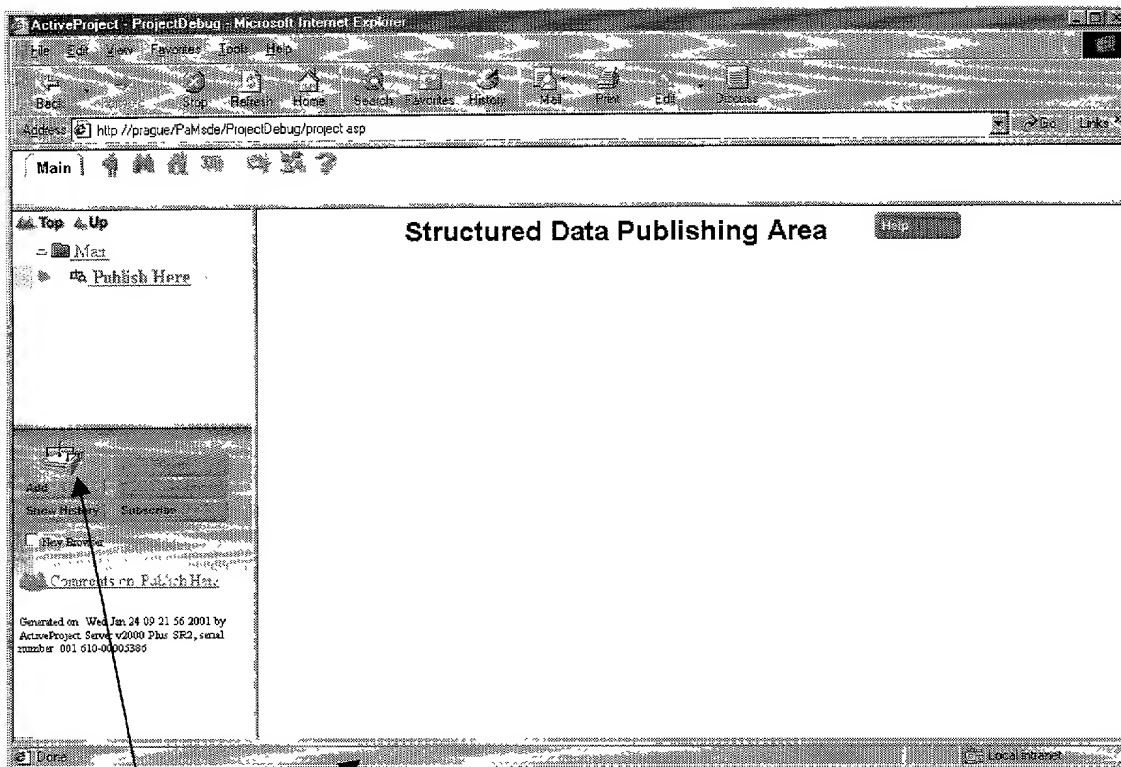 ActiveProject - ProjectDebug - Microsoft Internet Explorer
File Edit View Favorites Tools Help
Back Stop Refresh Home Search Favorites History Mail Print Edit Discuss
Address http //prague/PaMsde/ProjectDebug/project asp Go Links
Main ?
Top Up
Structured Data Publishing Area Help
Publish Here
Add
Show History Subscribe
New Browser
Comments on Publish Here
Generated on Wed Jan 24 09 21 56 2001 by
ActiveProject Server v2000 Plus SR2, serial
number 001 610-00005386
Done Local intranet